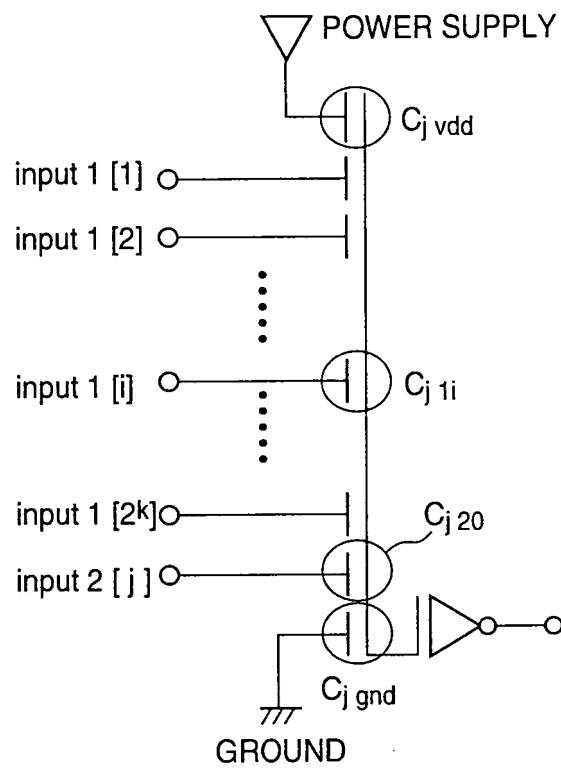 POWER SUPPLY
C_j vdd
input 1 [1]
input 1 [2]
input 1 [i]
C_j 1i
input 1 [2^k]
C_j 20
input 2 [ j ]
C_j gnd
GROUND